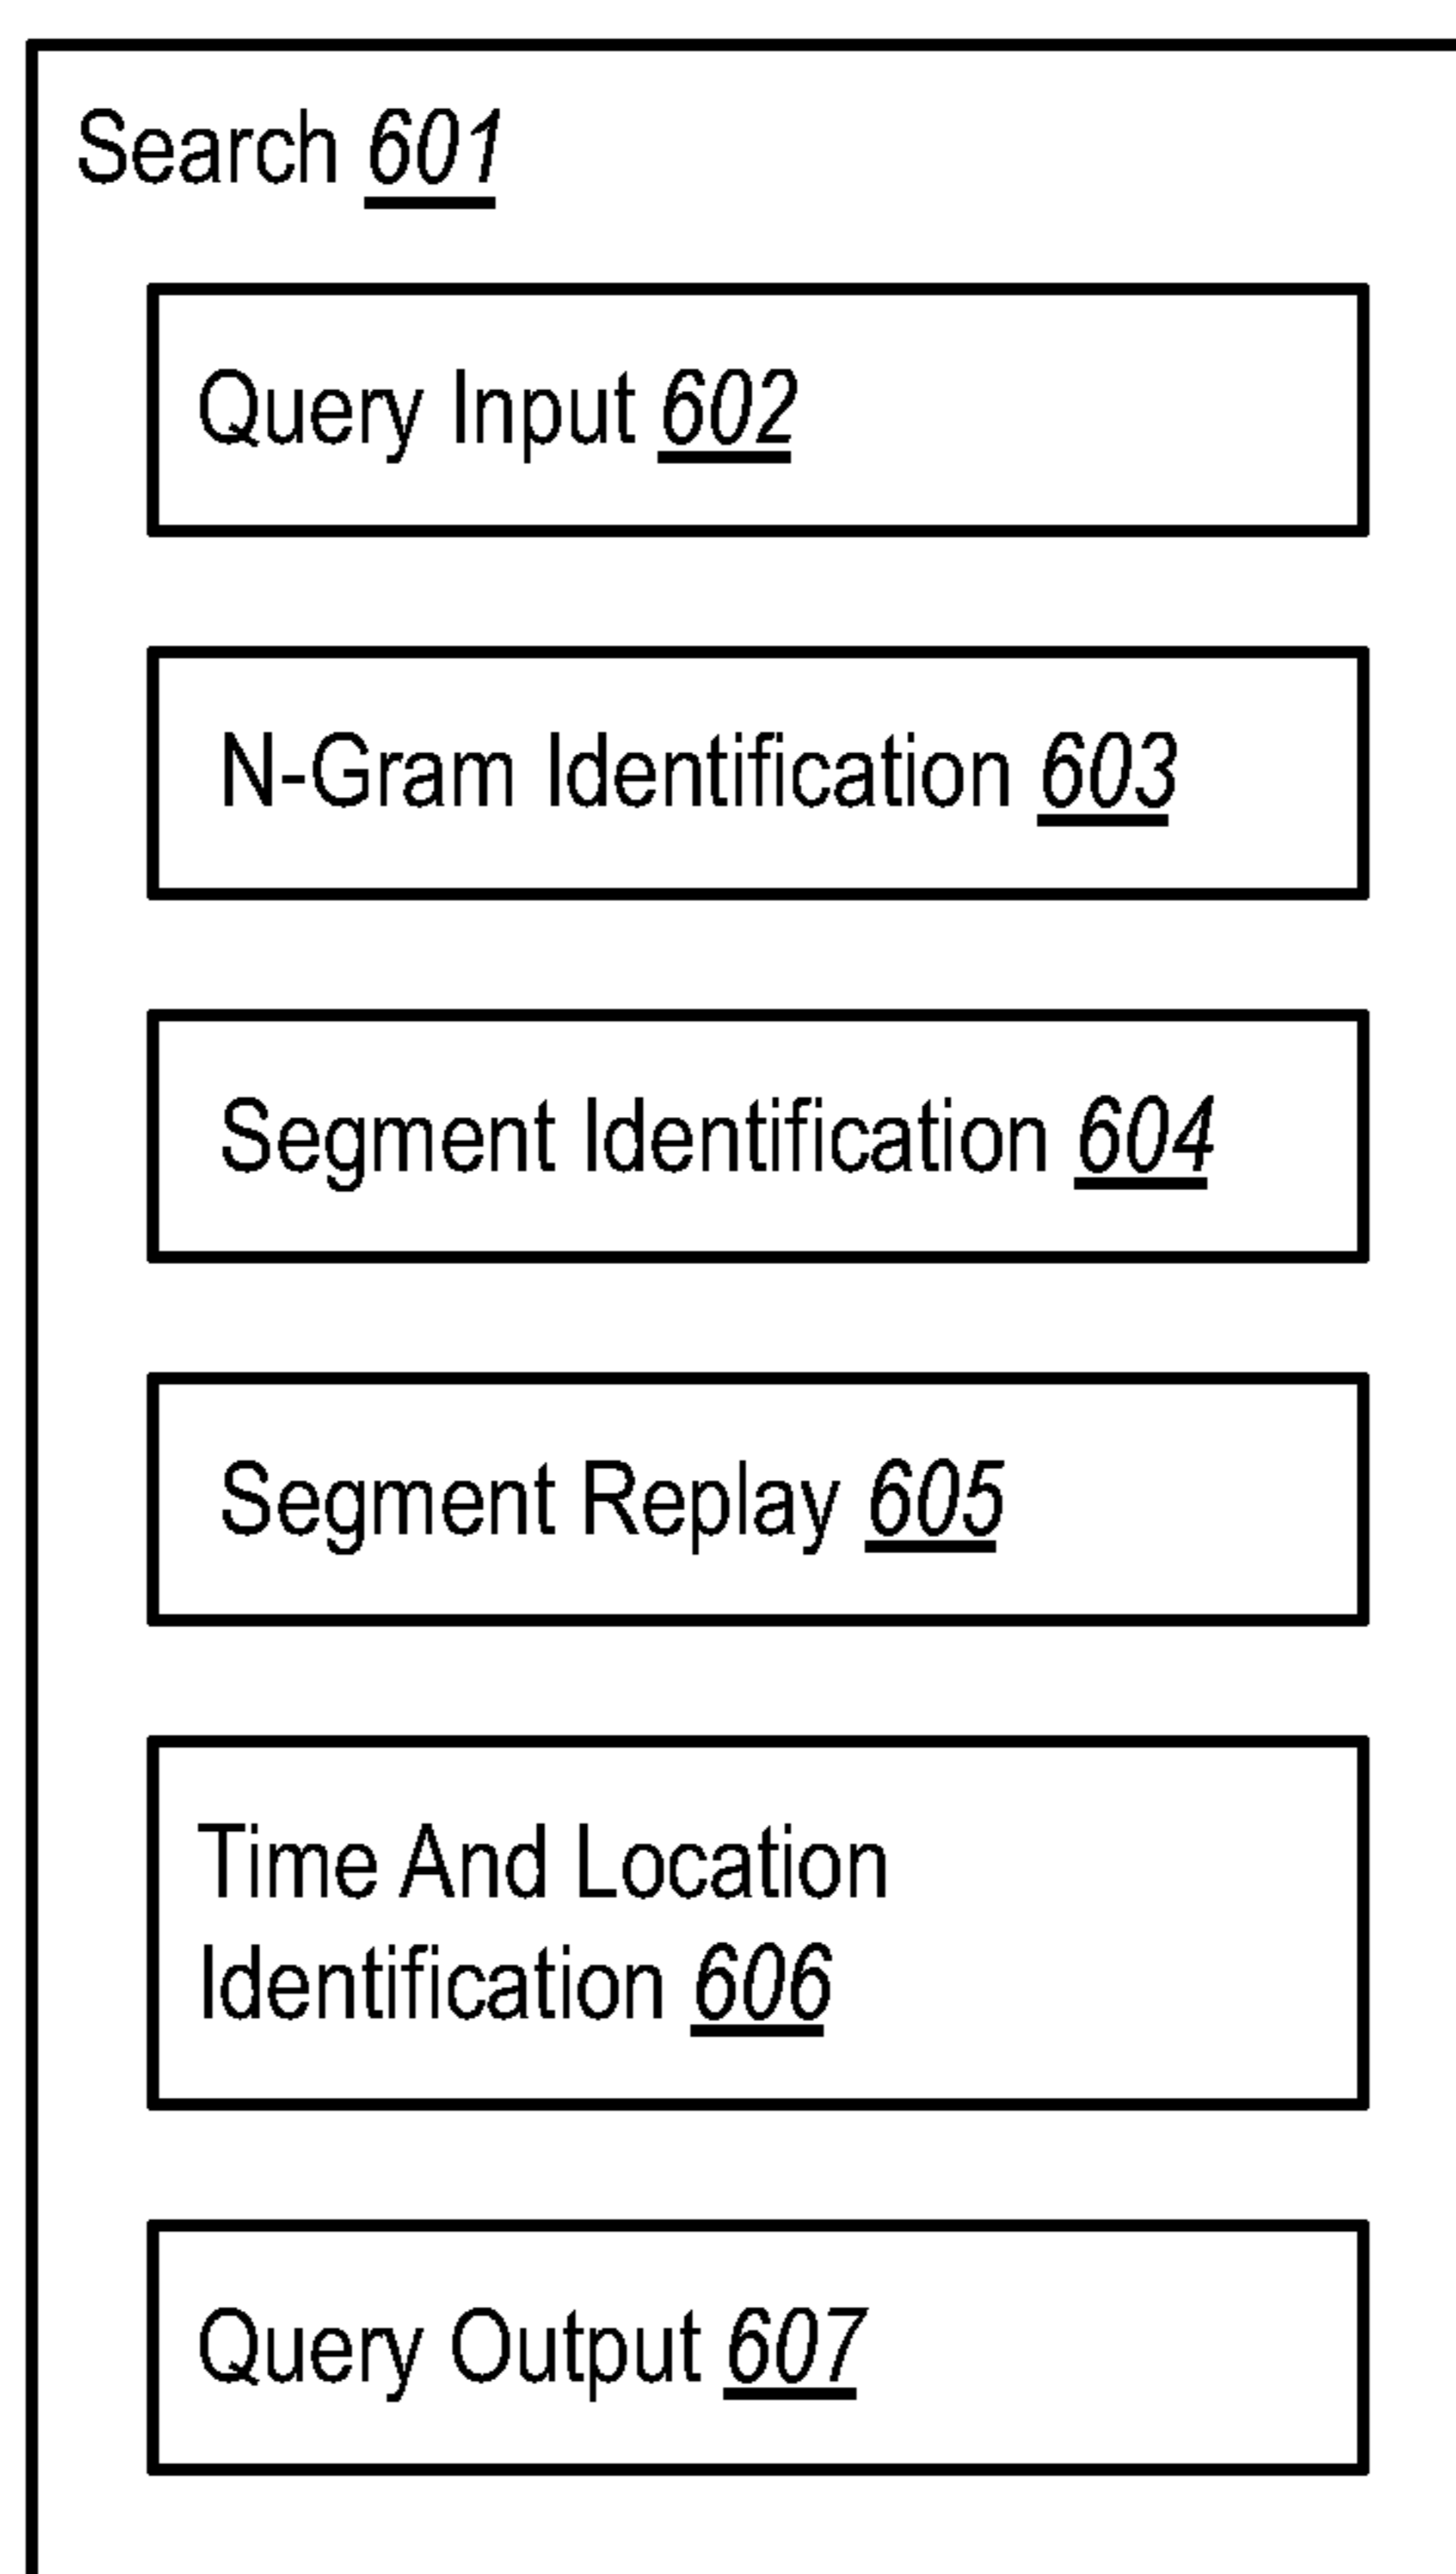 Search 601
Query Input 602
N-Gram Identification 603
Segment Identification 604
Segment Replay 605
Time And Location
Identification 606
Query Output 607